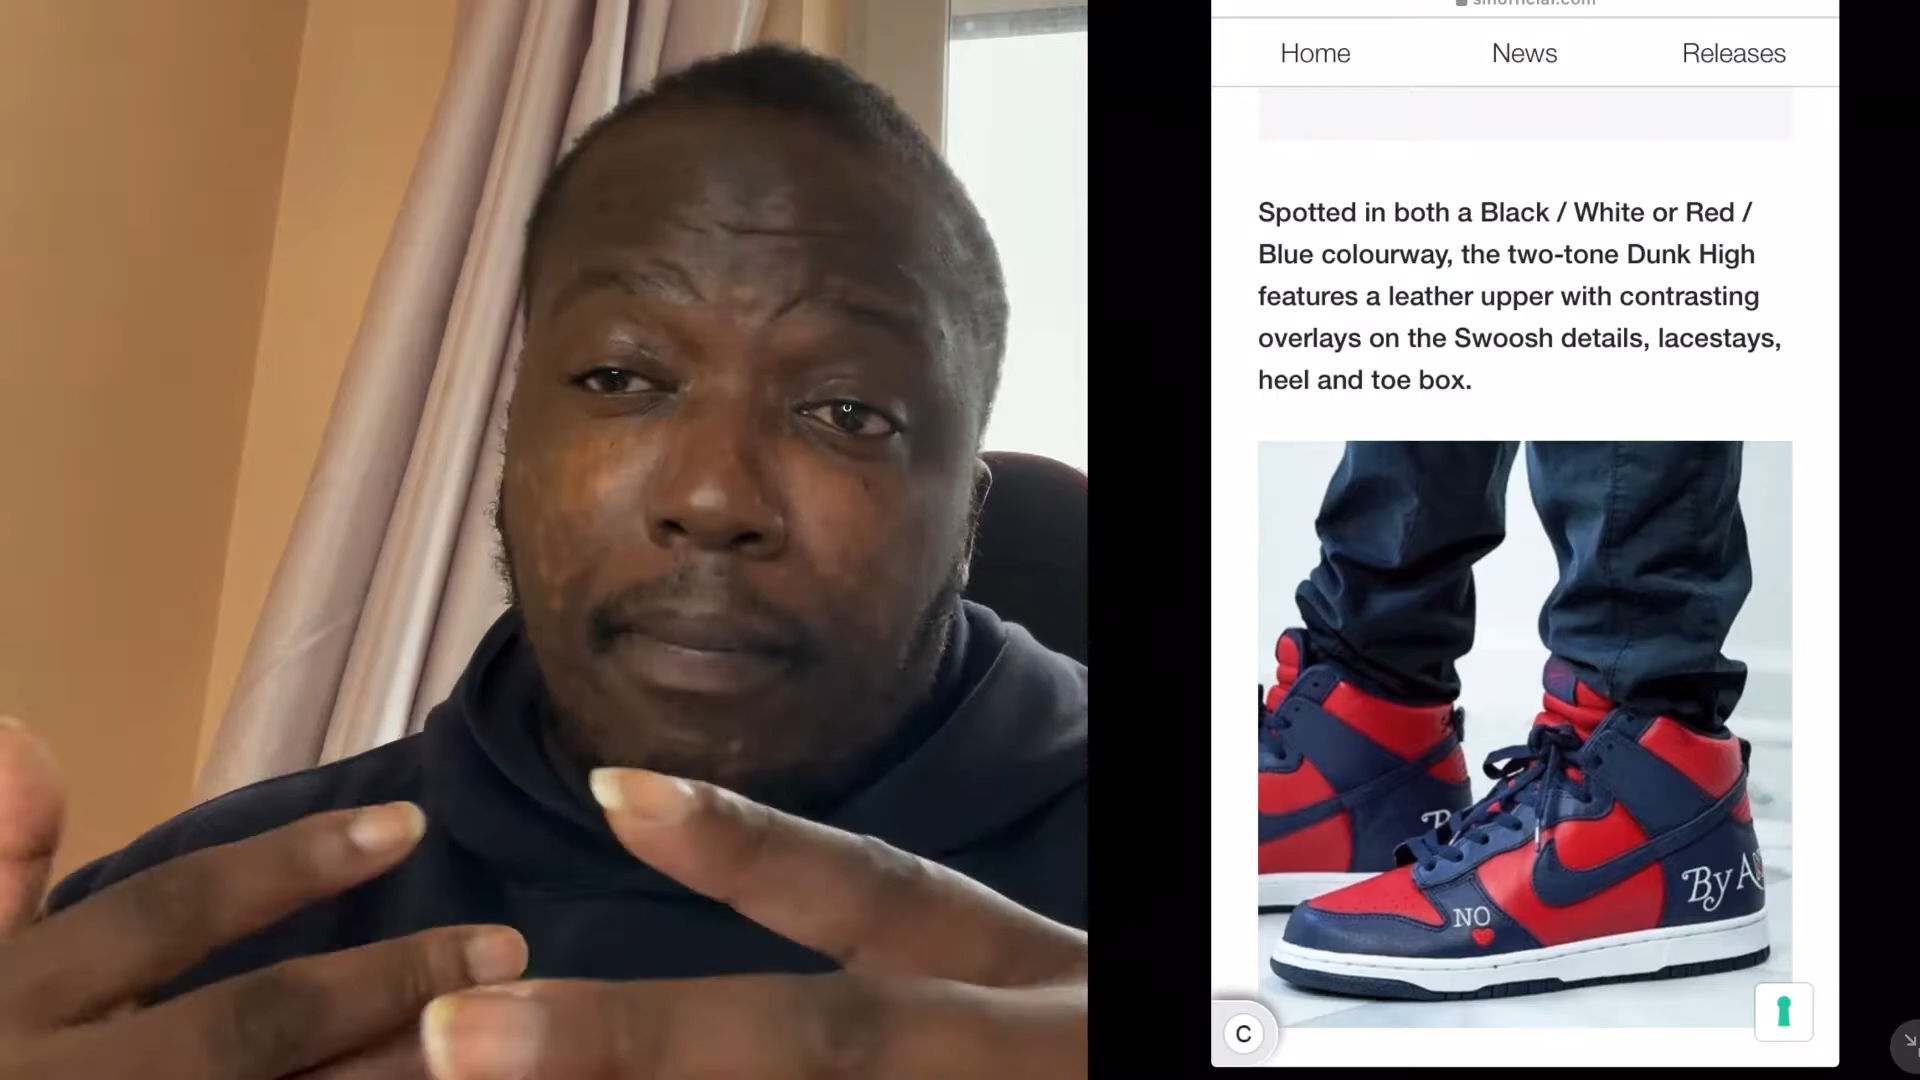 Home News Releases
Spotted in both a Black / White or Red /
Blue colourway, the two-tone Dunk High
features a leather upper with contrasting
overlays on the Swoosh details, lacestays,
heel and toe box.
By A
NO
C